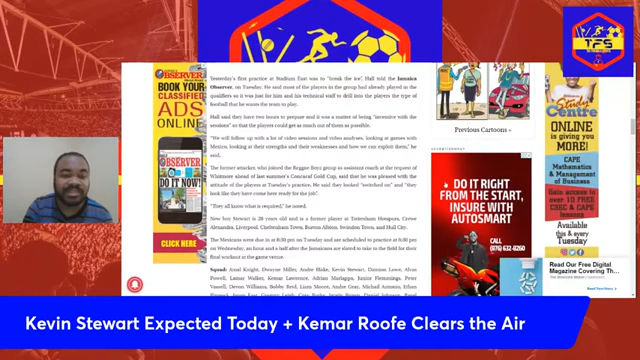 TFS
OBSERVER
BOOK YOUR
CLASSIFIED
ADS
ONLINE
OBSERVER
DO IT NOW!
CLICK HERE
Yesterday's first practice at Stadium East was to "break the ice", Hall told the Jamaica
Observer, on Tuesday. He said most of the players in the group had already played in the
qualifiers so it was just for him and his technical staff to drill into the players the type of
football that he wants the team to play.
Hall said they have two hours to prepare and it was a matter of being "inventive with the
sessions" so that the players could get as much out of them as possible.
"We will follow up with a lot of video sessions and video analyses, looking at games with
Mexico, looking at their strengths and their weaknesses and how we can exploit them," he
said.
The former attacker, who joined the Reggae Boyz group as assistant coach at the request of
Whitmore ahead of last summer's Concacaf Gold Cup, said that he was pleased with the
attitude of the players at Tuesday's practice. He said they looked "switched on" and "they
look like they have come here ready for the job".
"They all know what is required," he noted.
New boy Stewart is 28 years old and is a former player at Tottenham Hotspurs, Crewe
Alexandra, Liverpool, Cheltenham Town, Burton Albion, Swindon Town, and Hull City.
The Mexicans were due in at 8:30 pm on Tuesday and are scheduled to practice at 8:30 pm
on Wednesday, an hour and a half after the Jamaicans are slated to take to the field for their
final workout at the game venue.
Squad: Amal Knight, Dwayne Miller, Andre Blake, Kevin Stewart, Damion Lowe, Alvas
Powell, Lamar Walker, Kemar Lawrence, Adrian Mariappa, Junior Flemmings, Peter
Vassell, Devon Williams, Bobby Reid, Liam Moore, Andre Gray, Michail Antonio, Ethan
Previous Cartoons »
ADVERTISEMENT
DO IT RIGHT
FROM THE
START,
INSURE WITH
AUTOSMART
CALL
(876) 632-8260
Study
Centre
ONLINE
is giving you
MORE!
CAPE
Mathematics
& Management
of Business
Available
this & every
Tuesday
Read Our Free Digital
Magazine Covering Th...
Kevin Stewart Expected Today + Kemar Roofe Clears the Air